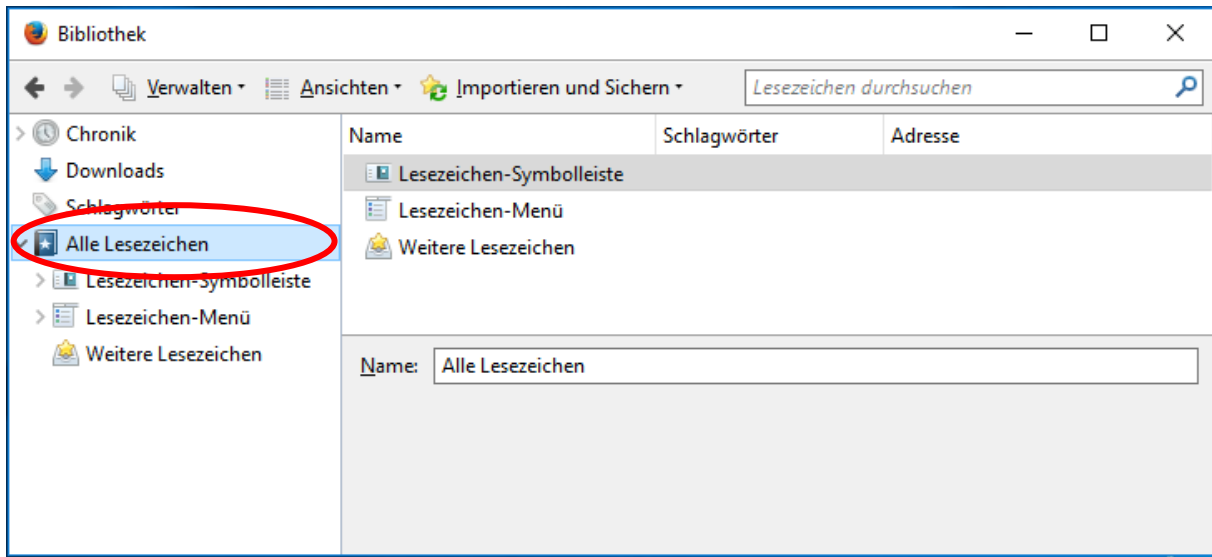 Bibliothek
Verwalten Ansichten Importieren und Sichern Lesezeichen durchsuchen
Chronik
Downloads
Schlagwörter
Alle Lesezeichen
Lesezeichen-Symbolleiste
Lesezeichen-Menü
Weitere Lesezeichen
Name Schlagwörter Adresse
Lesezeichen-Symbolleiste
Lesezeichen-Menü
Weitere Lesezeichen
Name: Alle Lesezeichen